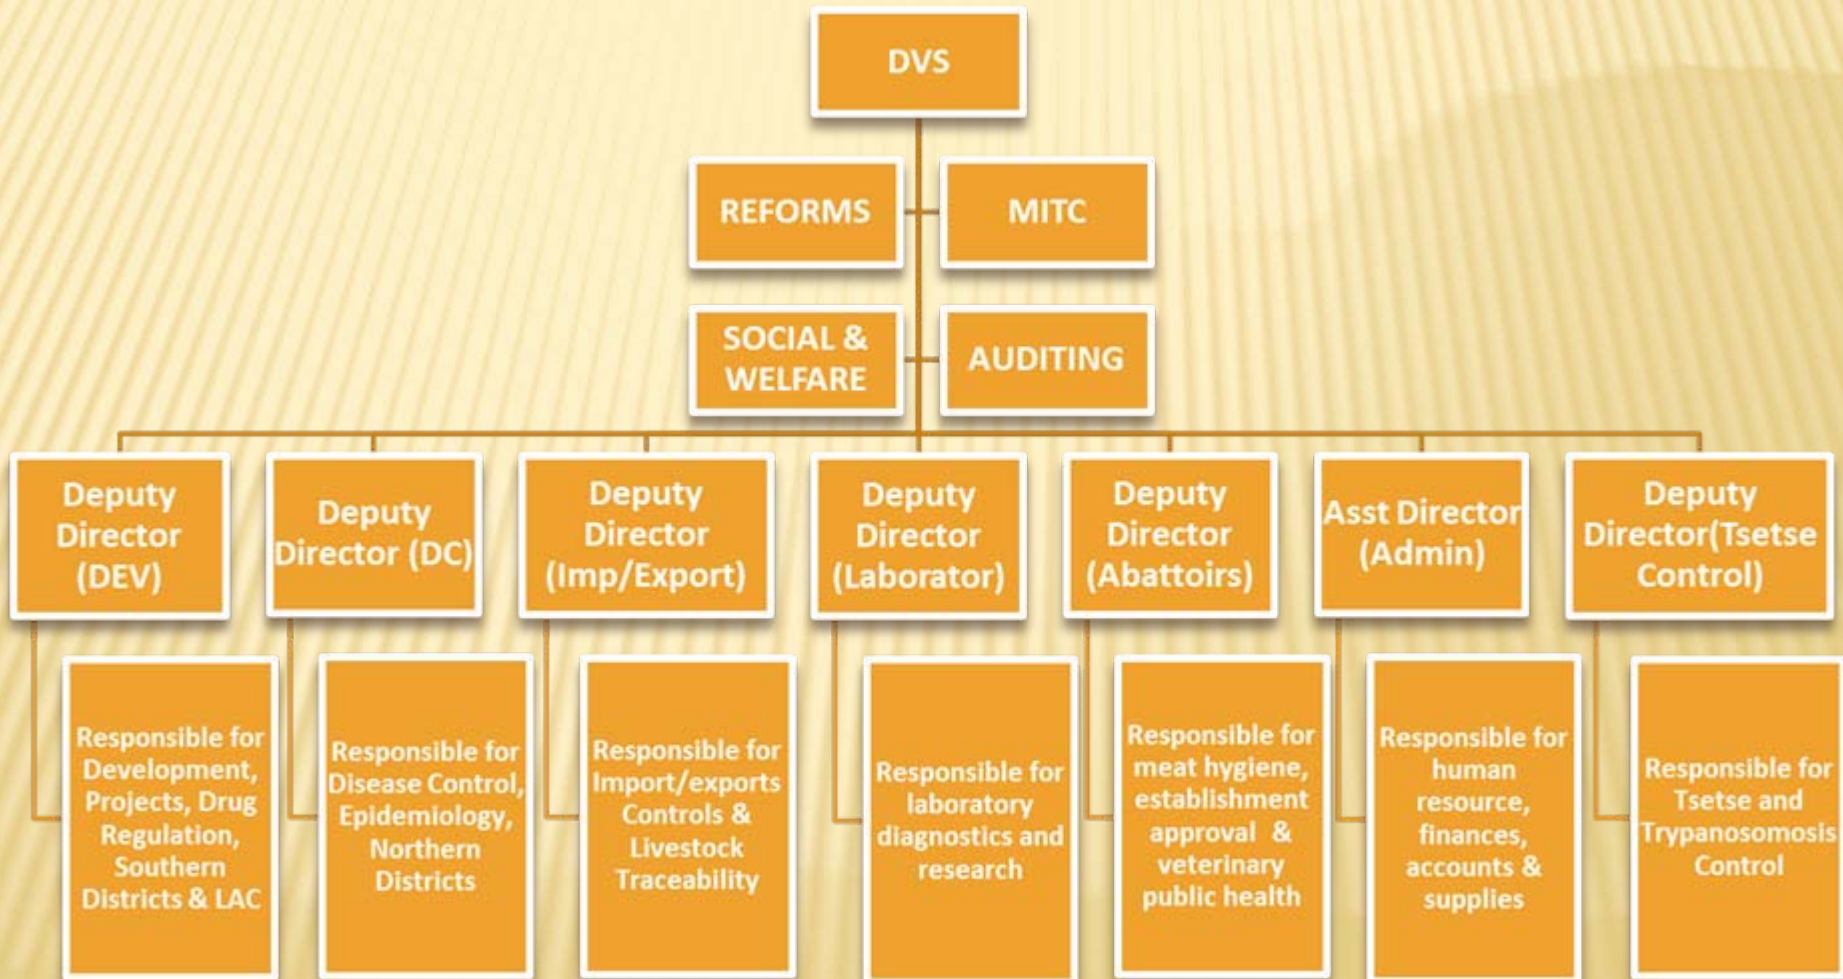 DVS
REFORMS
MITC
SOCIAL &
WELFARE
AUDITING
Deputy
Director
(DEV)
Deputy
Director (DC)
Deputy
Director
(Imp/Export)
Deputy
Director
(Laborator)
Deputy
Director
(Abattoirs)
Asst Director
(Admin)
Deputy
Director(Tsetse
Control)
Responsible for
Development,
Projects, Drug
Regulation,
Southern
Districts & LAC
Responsible for
Disease Control,
Epidemiology,
Northern
Districts
Responsible for
Import/exports
Controls &
Livestock
Traceability
Responsible for
laboratory
diagnostics and
research
Responsible for
meat hygiene,
establishment
approval &
veterinary
public health
Responsible for
human
resource,
finances,
accounts &
supplies
Responsible for
Tsetse and
Trypanosomosis
Control